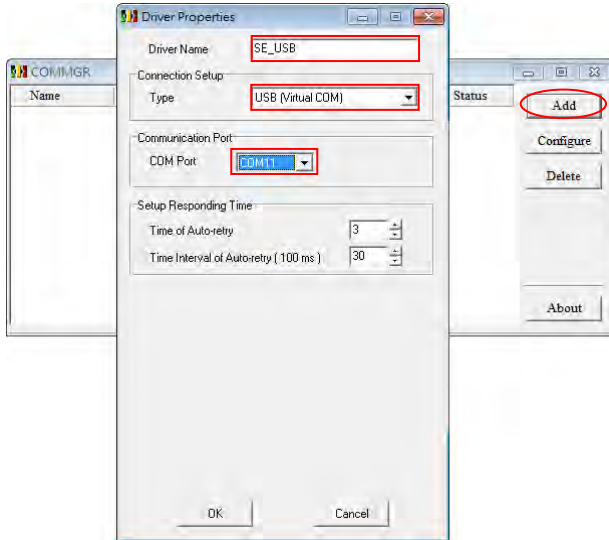 Driver Properties
Driver Name
SE_USB
COMMGR
Name
Status
Add
Configure
Delete
About
Connection Setup
Type
USB (Virtual COM)
Communication Port
COM Port
COM11
Setup Responding Time
Time of Auto-retry
3
Time Interval of Auto-retry ( 100 ms )
30
OK
Cancel